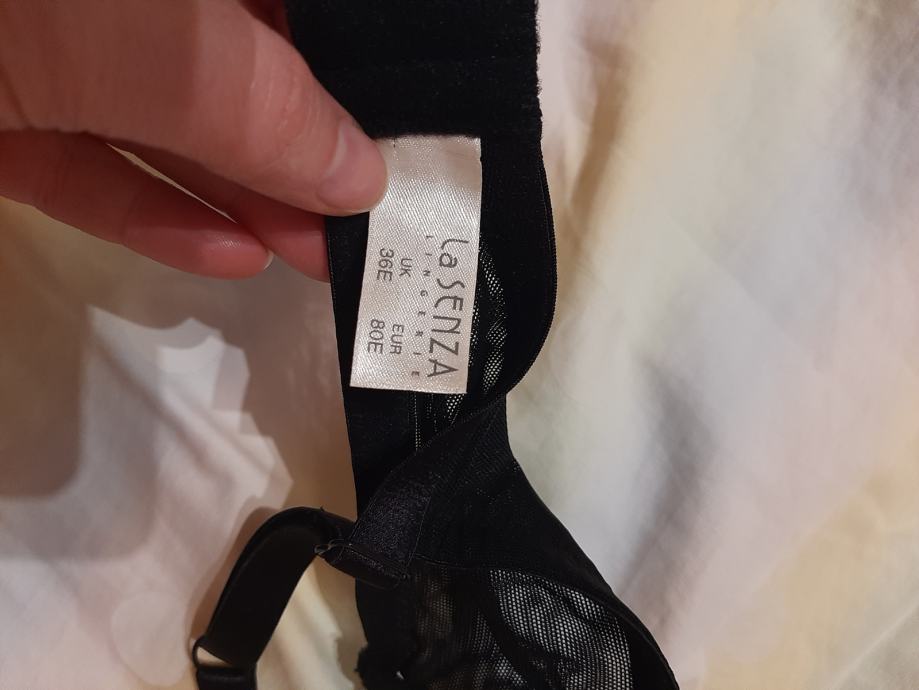 La SENZA
LINGERIE
UK EUR
36E 80E